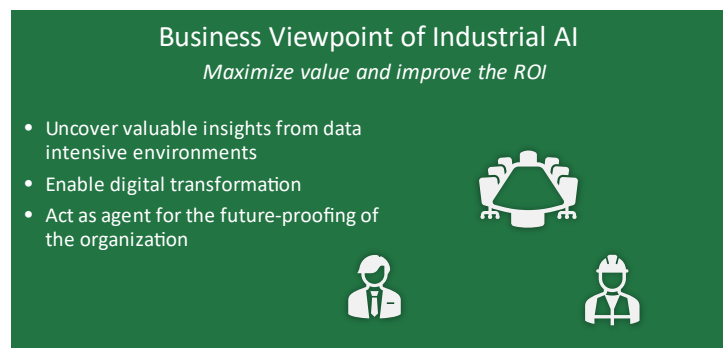 Business Viewpoint of Industrial AI
Maximize value and improve the ROI
• Uncover valuable insights from data
intensive environments
• Enable digital transformation
• Act as agent for the future-proofing of
the organization